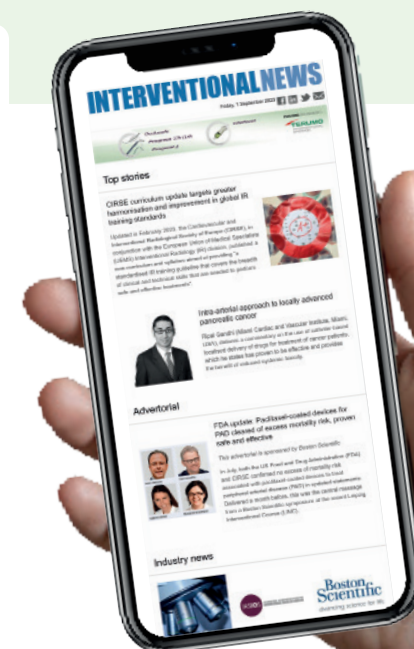 INTERVENTIONALNEWS
Friday, 1 September 2023
TERUMO
Top stories
CIRSE curriculum update targets greater
harmonisation and improvement in global IR
training standards
Updated in February 2023, the Cardiovascular and
Interventional Radiological Society of Europe (CIRSE), in
conjunction with the European Union of Medical Specialists
(UEMS) Interventional Radiology (IR) division, published a
new curriculum and syllabus aimed at providing "a
standardised IR training guideline that covers the breadth
of clinical and technical skills that are needed to perform
safe and effective treatments".
Intra-arterial approach to locally advanced
pancreatic cancer
Ripal Gandhi (Miami Cardiac and Vascular Institute, Miami,
USA), delivers a commentary on the use of catheter-based
localised delivery of drugs for treatment of cancer patients,
which he states has proven to be effective and provides
the benefit of reduced systemic toxicity.
Advertorial
FDA update: Paclitaxel-coated devices for
PAD cleared of excess mortality risk, proven
safe and effective
This advertorial is sponsored by Boston Scientific
In July, both the US Food and Drug Administration (FDA)
and CIRSE confirmed no excess of mortality risk
associated with paclitaxel-coated devices to treat
peripheral arterial disease (PAD) in updated statements.
Delivered a month before, this was the central message
from a Boston Scientific symposium at the recent Leipzig
Interventional Course (LINC).
Industry news
Boston
Scientific
Advancing science for life